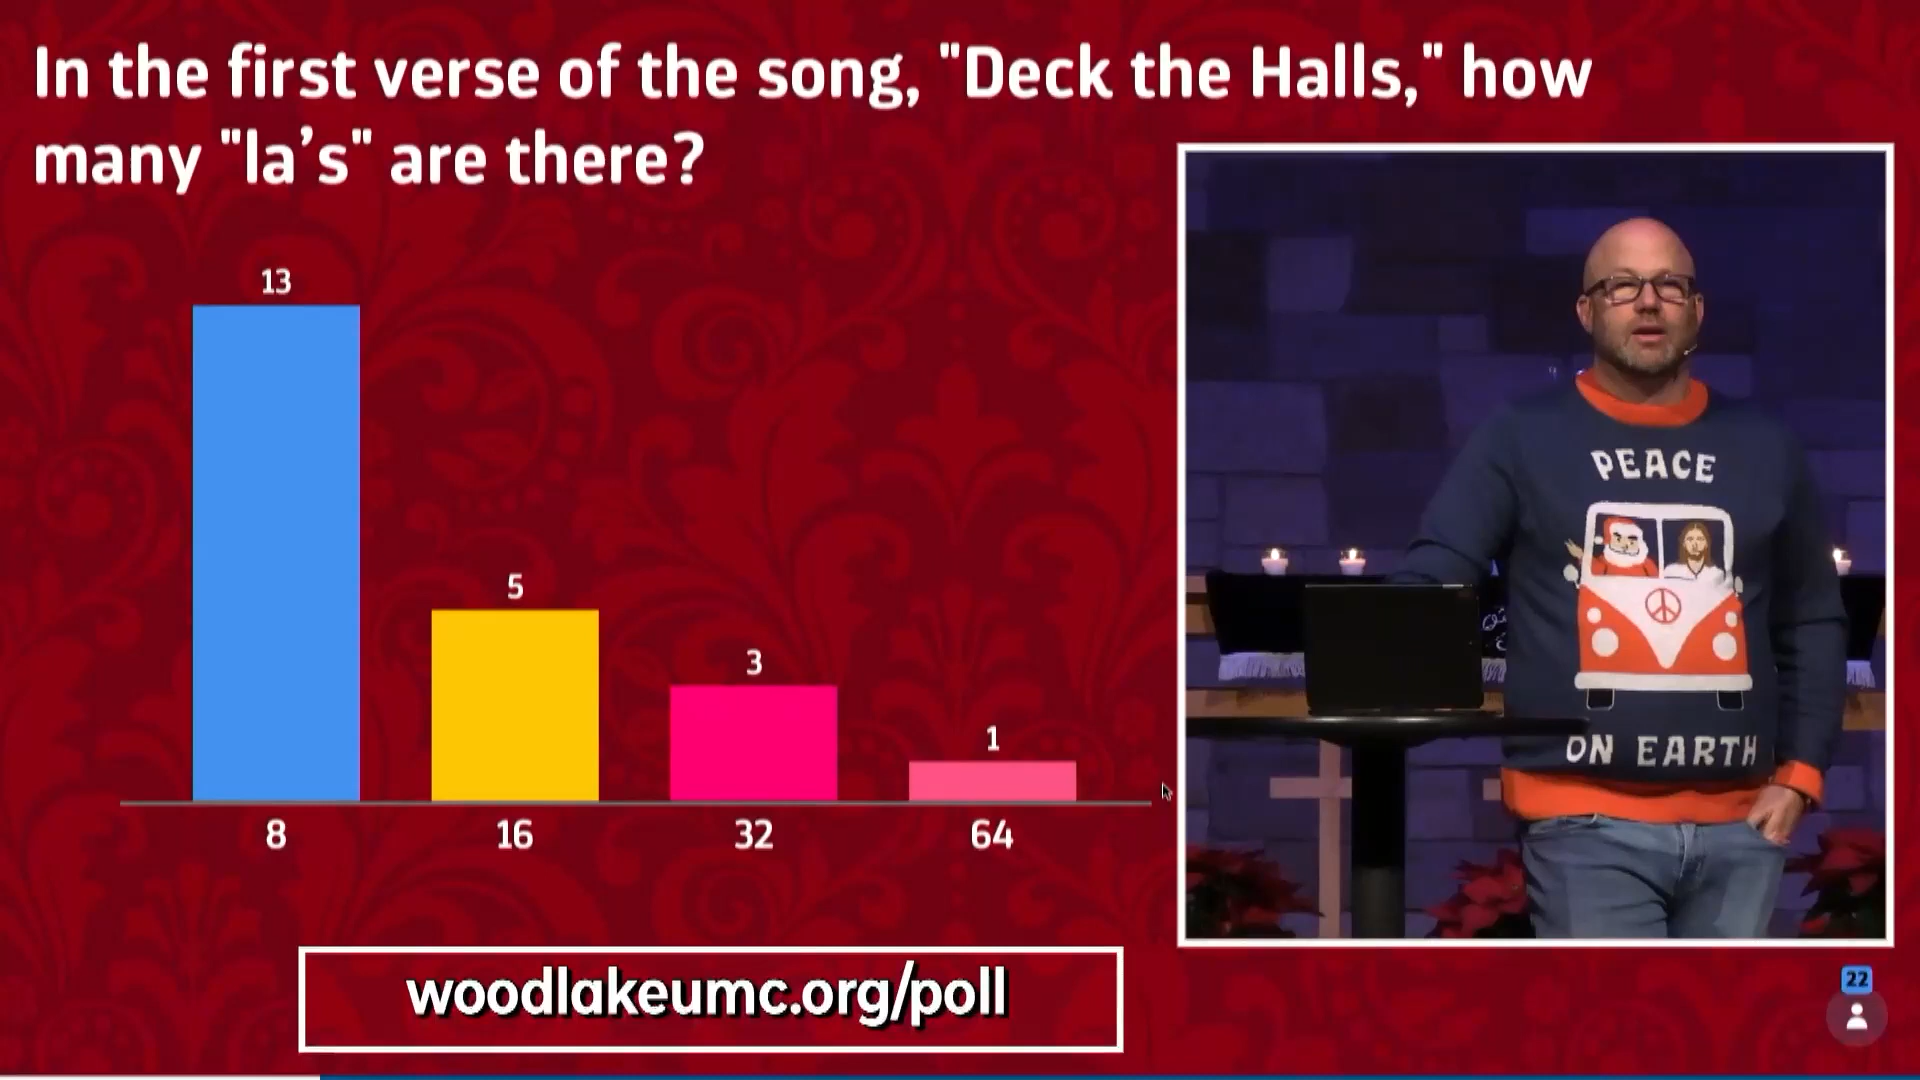 In the first verse of the song, "Deck the Halls," how
many "la’s" are there?
13
5
3
1
8
16
32
64
woodlakeumc.org/poll
PEACE
ON EARTH
22